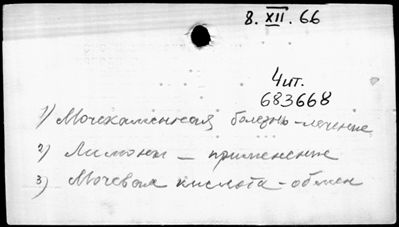 8. XII. 66
Чит.
683668
1) Мочекаменная болезнь - лечение
2) Лимоны - применение
3) Мочевая кислота - обмен